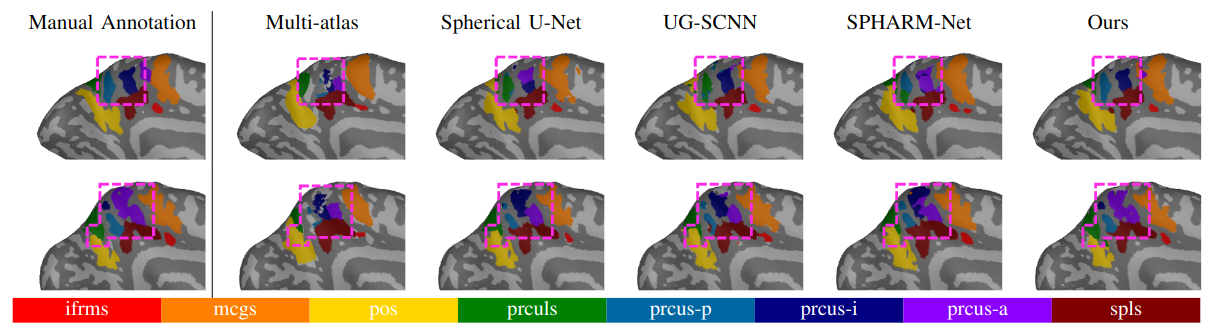 Manual Annotation Multi-atlas Spherical U-Net UG-SCNN SPHARM-Net Ours
ifrms mcgs pos prculs prcus-p prcus-i prcus-a spls